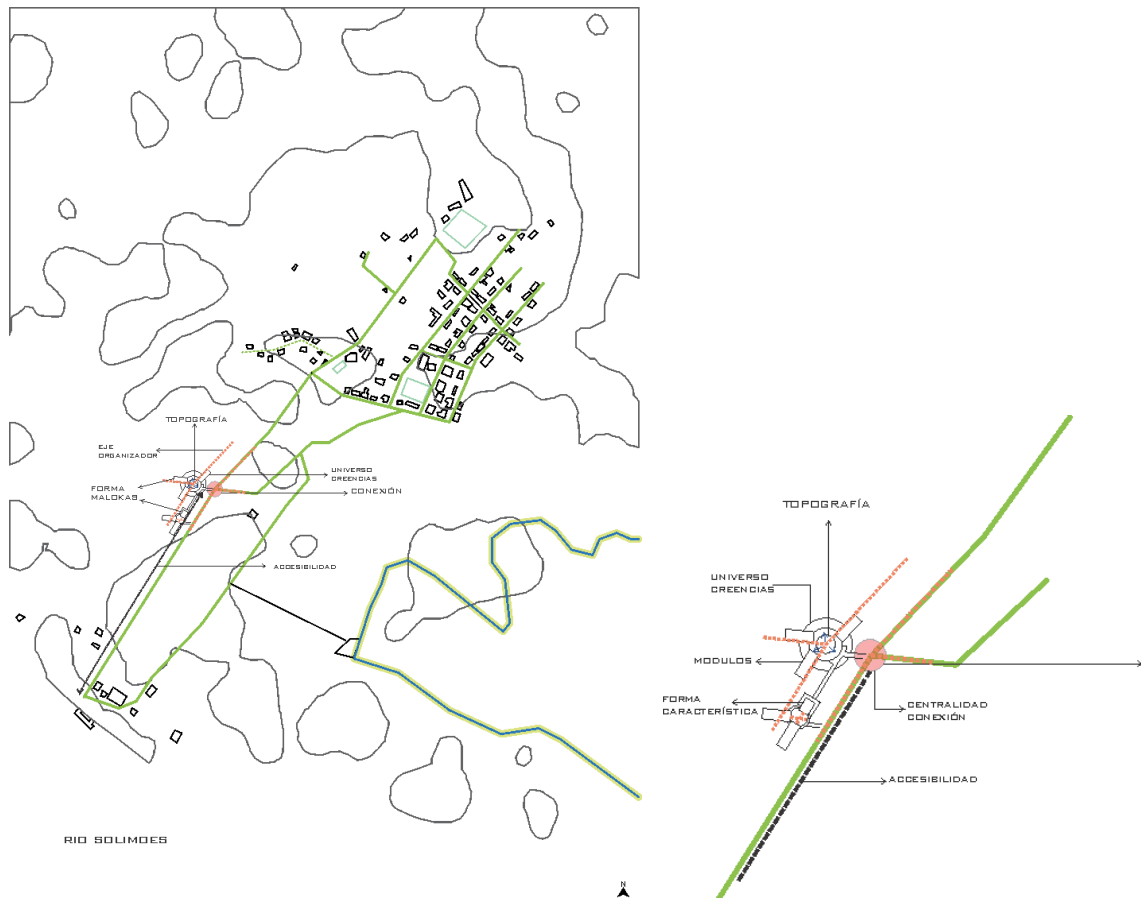 TOPOGRAFÍA
EJE
ORGANIZADOR
UNIVERSO
CREENCIAS
FORMA
MALOKAS
CONEXIÓN
ACCESIBILIDAD
RIO SOLIMOES
N
TOPOGRAFÍA
UNIVERSO
CREENCIAS
MODULOS
FORMA
CARACTERÍSTICA
CENTRALIDAD
CONEXIÓN
ACCESIBILIDAD